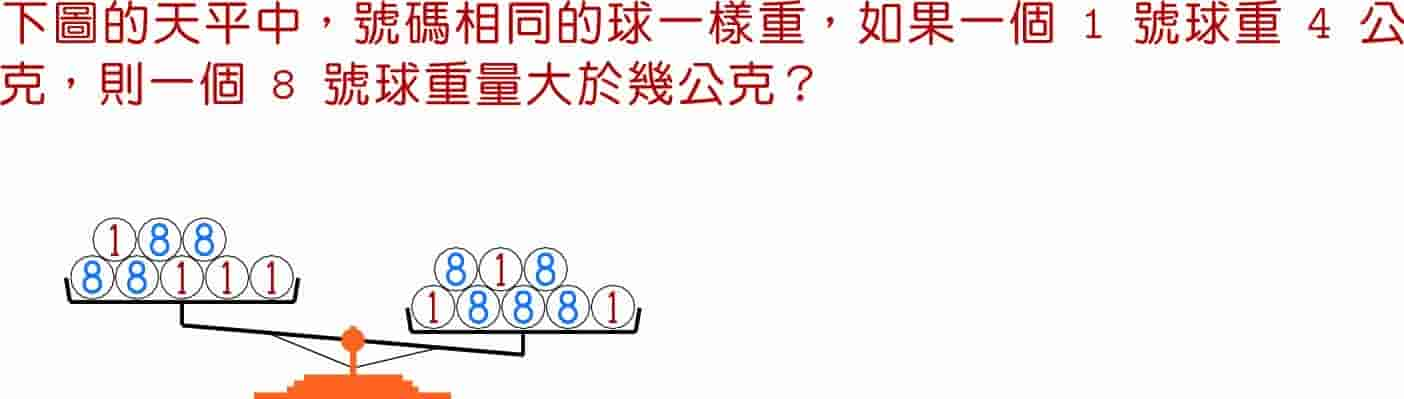 下圖的天平中，號碼相同的球一樣重，如果一個 1 號球重 4 公
克，則一個 8 號球重量大於幾公克？
1 8 8
8 8 1 1 1
8 1 8
1 8 8 8 1